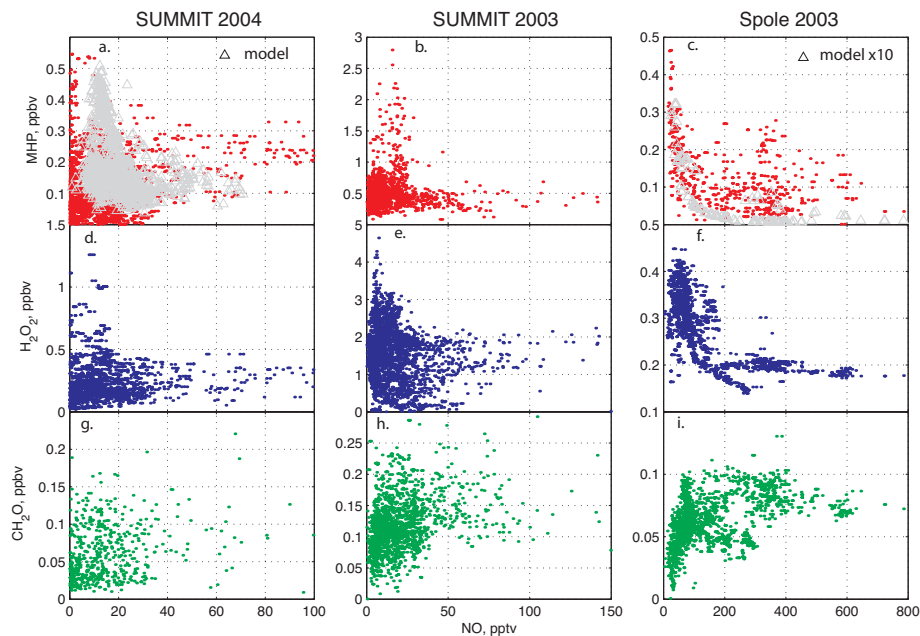 SUMMIT 2004
SUMMIT 2003
Spole 2003
MHP, ppbv
0.5
0.4
0.3
0.2
0.1
1.5
a.
model
3
2.5
2
1.5
1
0.5
5
b.
0.5
0.4
0.3
0.2
0.1
0.5
c.
model x10
H₂O₂, ppbv
1
0.5
0
d.
4
3
2
1
0
e.
0.4
0.3
0.2
0.1
f.
CH₂O, ppbv
0.2
0.15
0.1
0.05
0
g.
0.25
0.2
0.15
0.1
0.05
0
h.
0.1
0.05
0
i.
0 20 40 60 80 100
0 50 100 150
0 200 400 600 800
NO, pptv